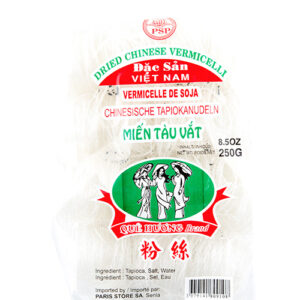 PSP
DRIED CHINESE VERMICELLI
Đặc Sản
VIỆT NAM
VERMICELLE DE SOJA
CHINESISCHE TAPIOKANUDELN
MIẾN TÀU VẮT
8.5OZ
250G
QUÊ HƯƠNG Brand
粉絲
Ingredient : Tapioca, Salt, Water
Ingredient : Tapioca, Sel, Eau
Imported by / Importé par :
PARIS STORE SA, Senia